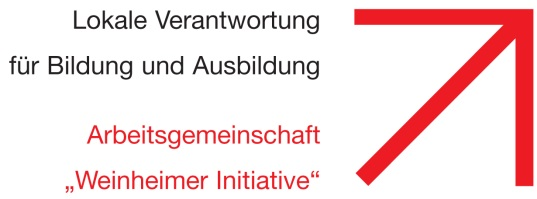 Lokale Verantwortung
für Bildung und Ausbildung
Arbeitsgemeinschaft
„Weinheimer Initiative“